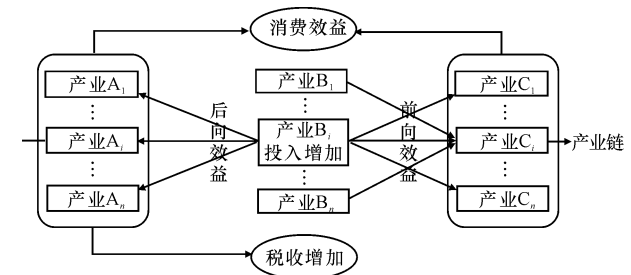 消费效益
产业A₁
⋮
产业Aᵢ
⋮
产业Aₙ
后向效益
产业B₁
⋮
产业Bᵢ
投入增加
⋮
产业Bₙ
前向效益
产业C₁
⋮
产业Cᵢ
⋮
产业Cₙ
产业链
税收增加